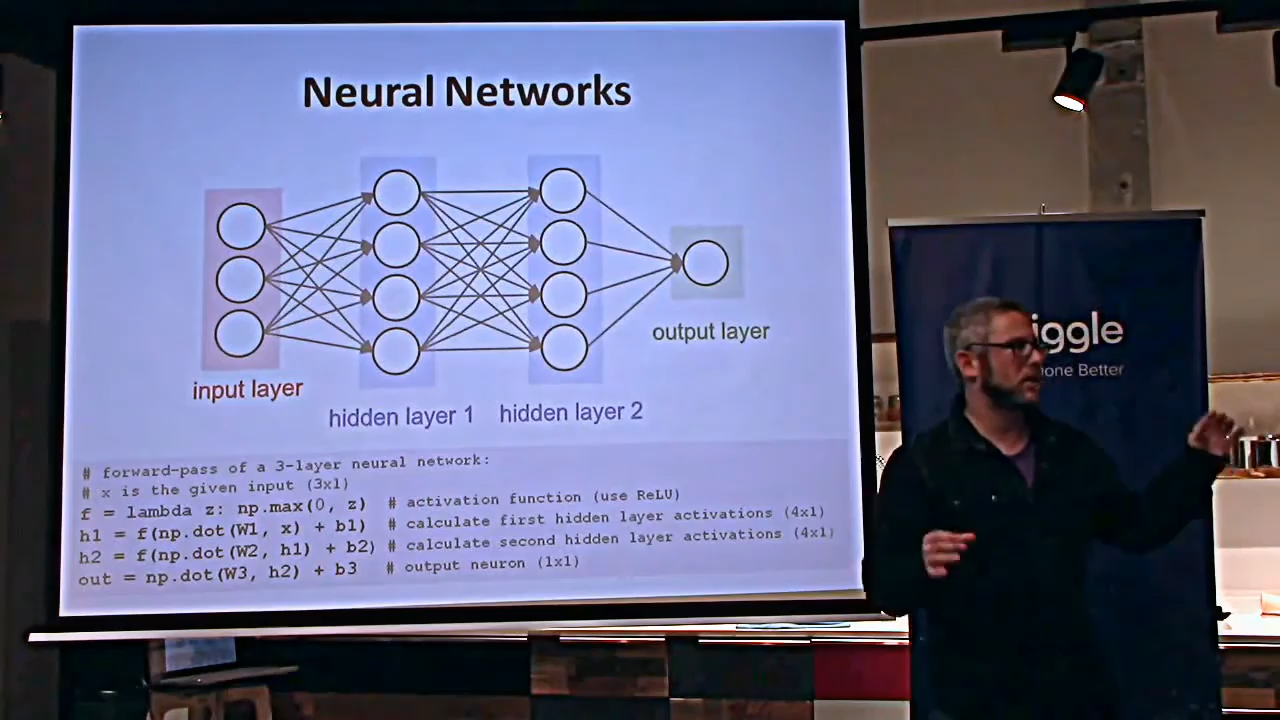 Neural Networks
input layer
hidden layer 1
hidden layer 2
output layer
# forward-pass of a 3-layer neural network:
# x is the given input (3x1)
f = lambda z: np.max(0, z) # activation function (use ReLU)
h1 = f(np.dot(W1, x) + b1) # calculate first hidden layer activations (4x1)
h2 = f(np.dot(W2, h1) + b2) # calculate second hidden layer activations (4x1)
out = np.dot(W3, h2) + b3 # output neuron (1x1)
iggle
one Better